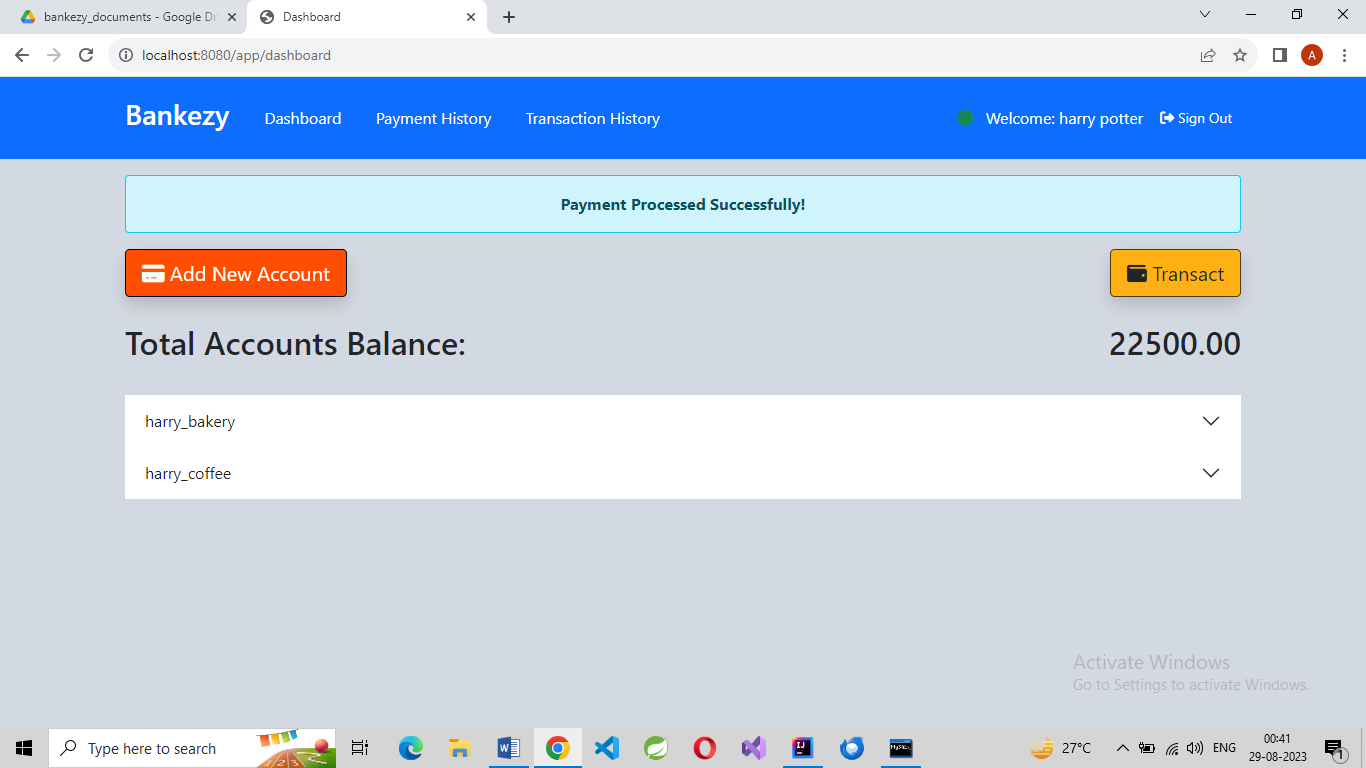 bankezy_documents - Google Dr
Dashboard
localhost:8080/app/dashboard
A
Bankezy
Dashboard
Payment History
Transaction History
Welcome: harry potter
Sign Out
Payment Processed Successfully!
Add New Account
Transact
Total Accounts Balance:
22500.00
harry_bakery
harry_coffee
Activate Windows
Go to Settings to activate Windows.
Type here to search
27°C
ENG
00:41
29-08-2023
1